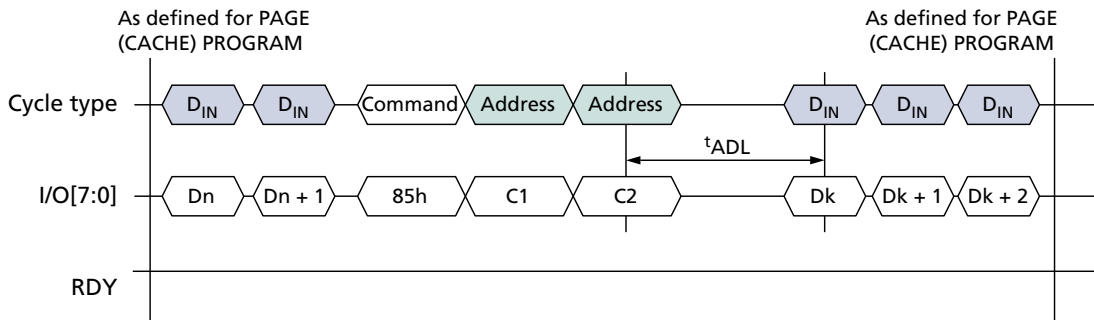 As defined for PAGE
(CACHE) PROGRAM
As defined for PAGE
(CACHE) PROGRAM
Cycle type
DIN
DIN
Command
Address
Address
DIN
DIN
DIN
tADL
I/O[7:0]
Dn
Dn + 1
85h
C1
C2
Dk
Dk + 1
Dk + 2
RDY